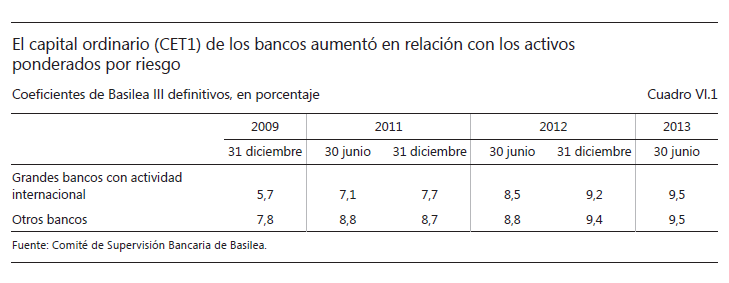 El capital ordinario (CET1) de los bancos aumentó en relación con los activos
ponderados por riesgo
Coeficientes de Basilea III definitivos, en porcentaje Cuadro VI.1
2009 2011 2012 2013
31 diciembre 30 junio 31 diciembre 30 junio 31 diciembre 30 junio
Grandes bancos con actividad
internacional 5,7 7,1 7,7 8,5 9,2 9,5
Otros bancos 7,8 8,8 8,7 8,8 9,4 9,5
Fuente: Comité de Supervisión Bancaria de Basilea.